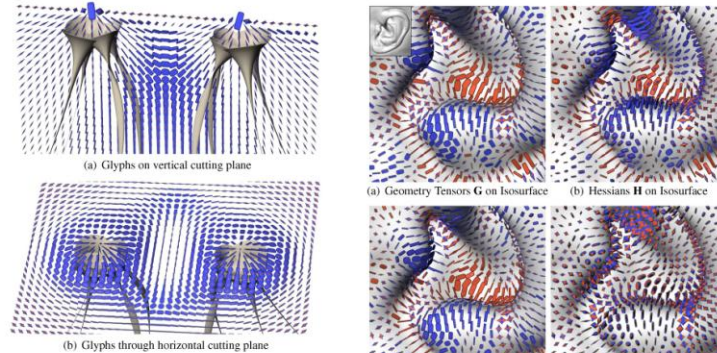 (a) Glyphs on vertical cutting plane
(b) Glyphs through horizontal cutting plane
(a) Geometry Tensors G on Isosurface
(b) Hessians H on Isosurface